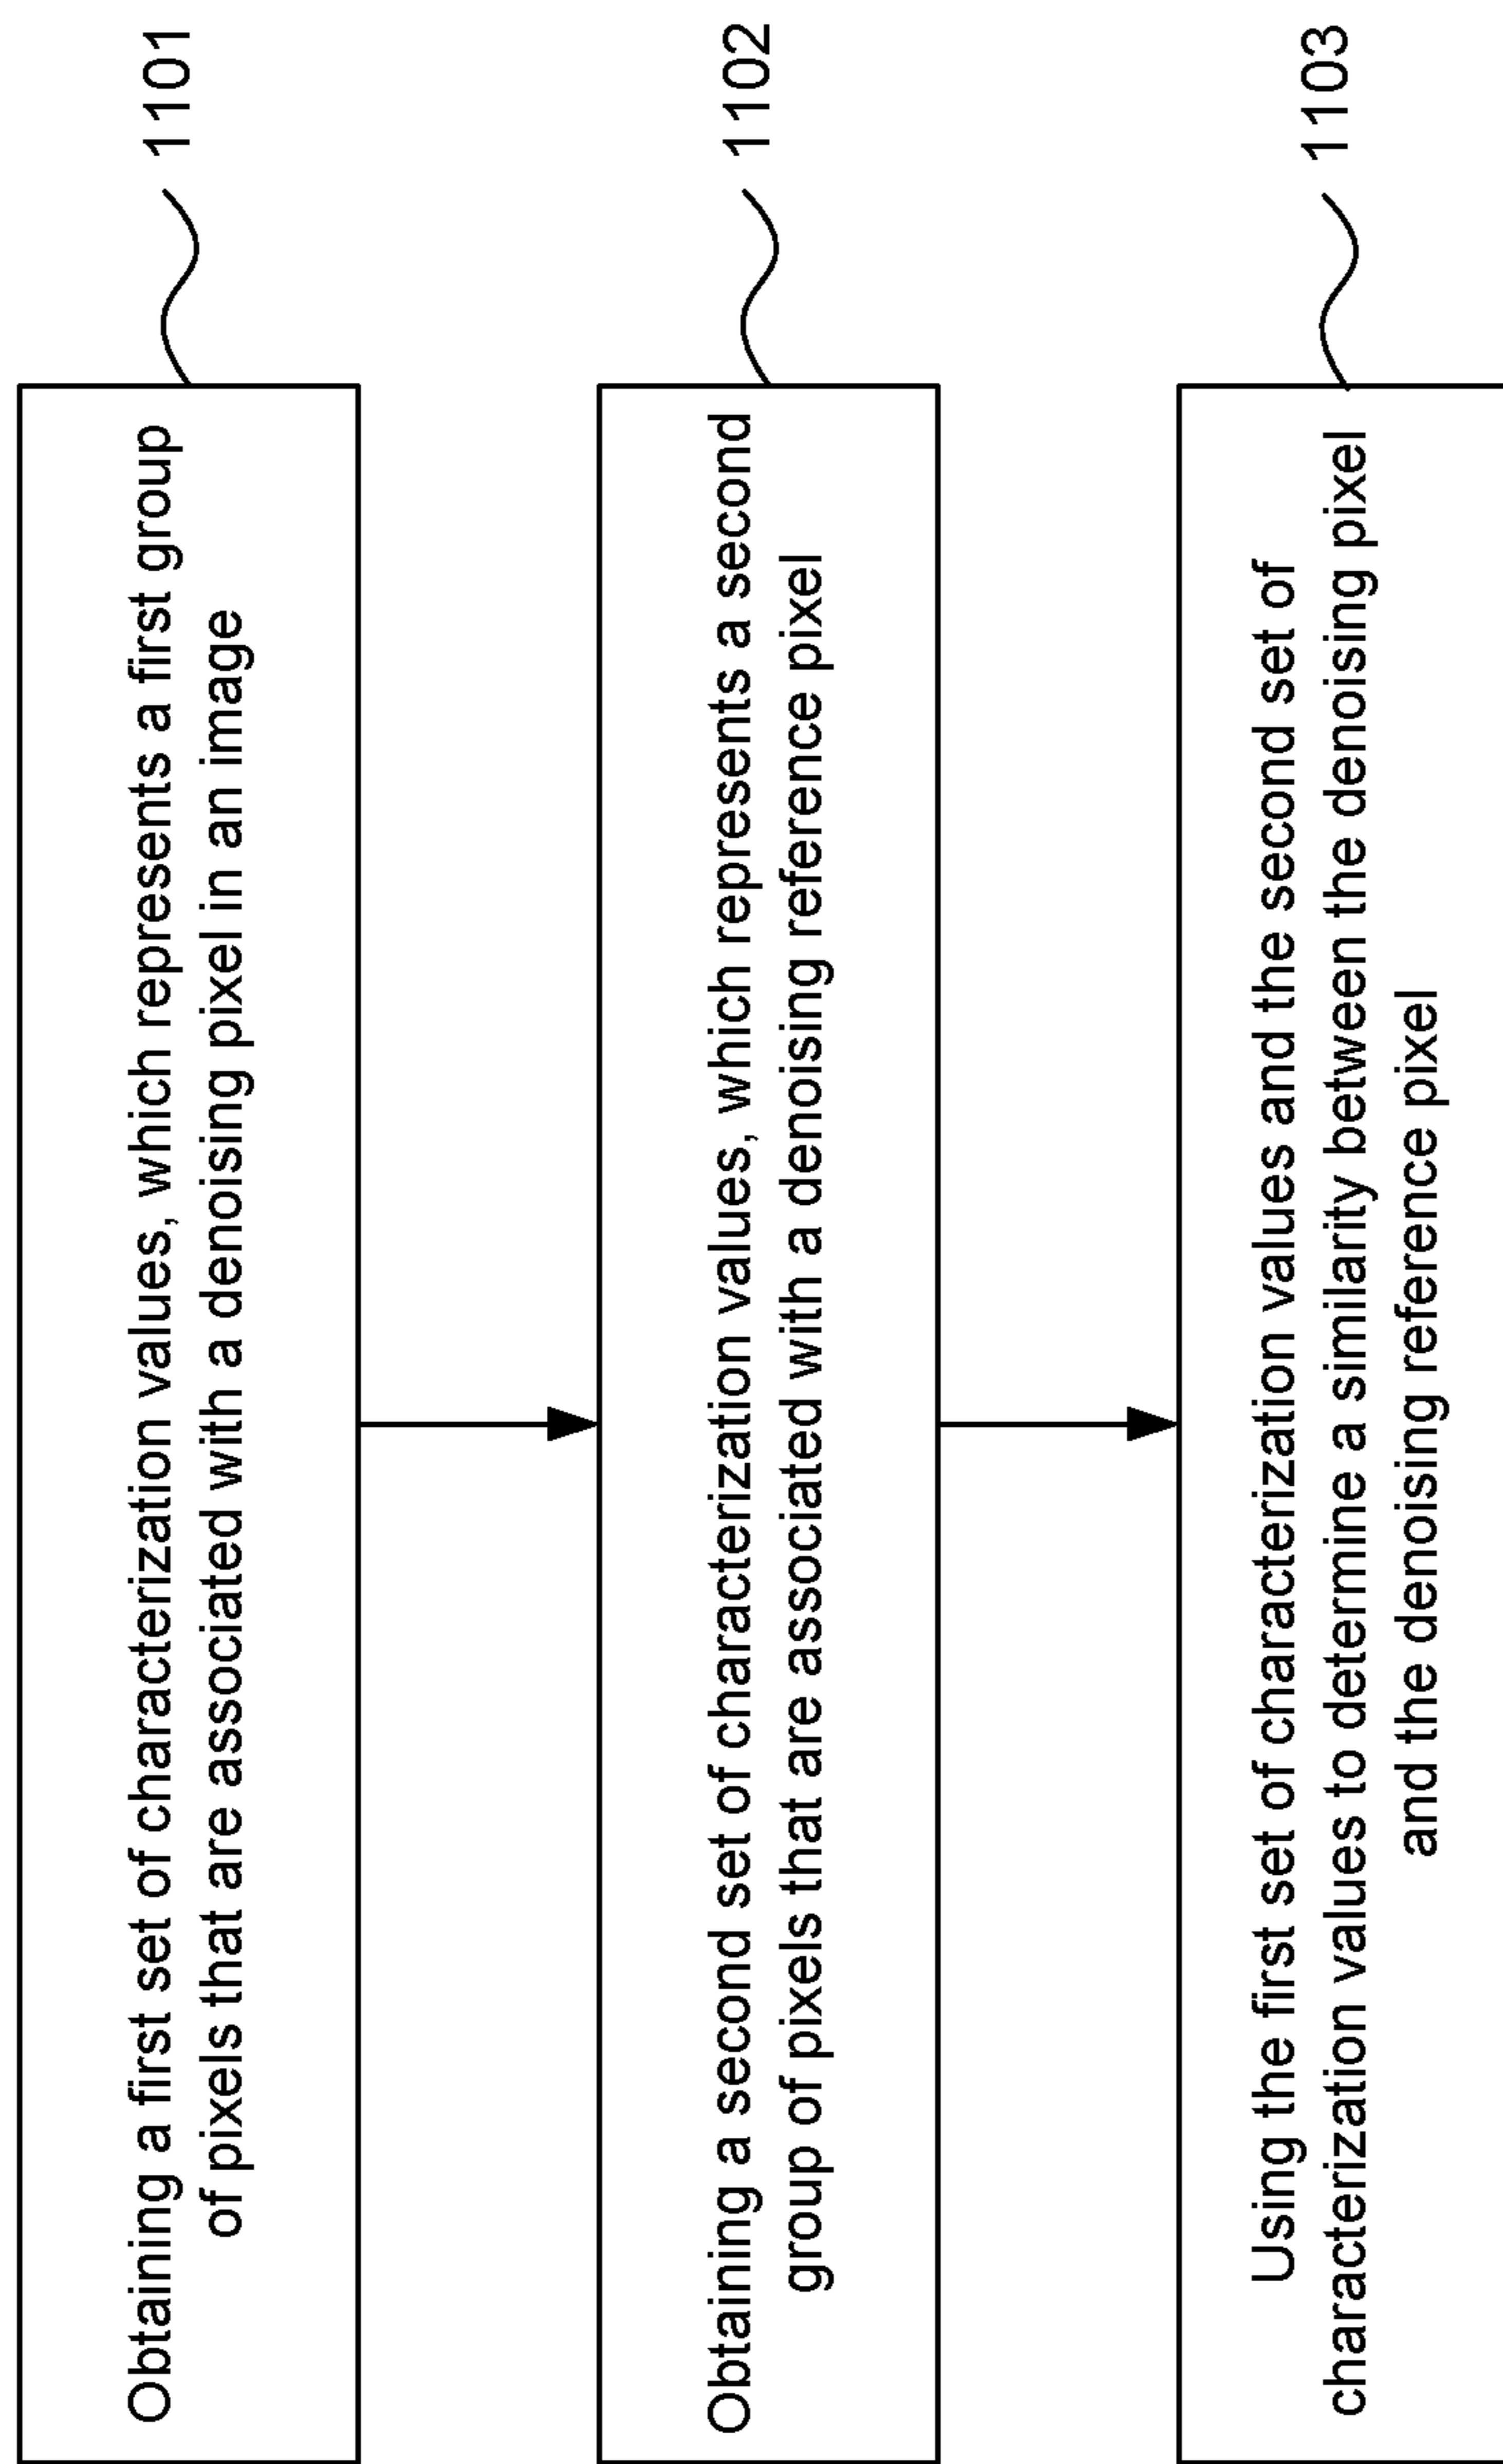 Obtaining a first set of characterization values, which represents a first group
of pixels that are associated with a denoising pixel in an image
1101
Obtaining a second set of characterization values, which represents a second
group of pixels that are associated with a denoising reference pixel
1102
Using the first set of characterization values and the second set of
characterization values to determine a similarity between the denoising pixel
and the denoising reference pixel
1103